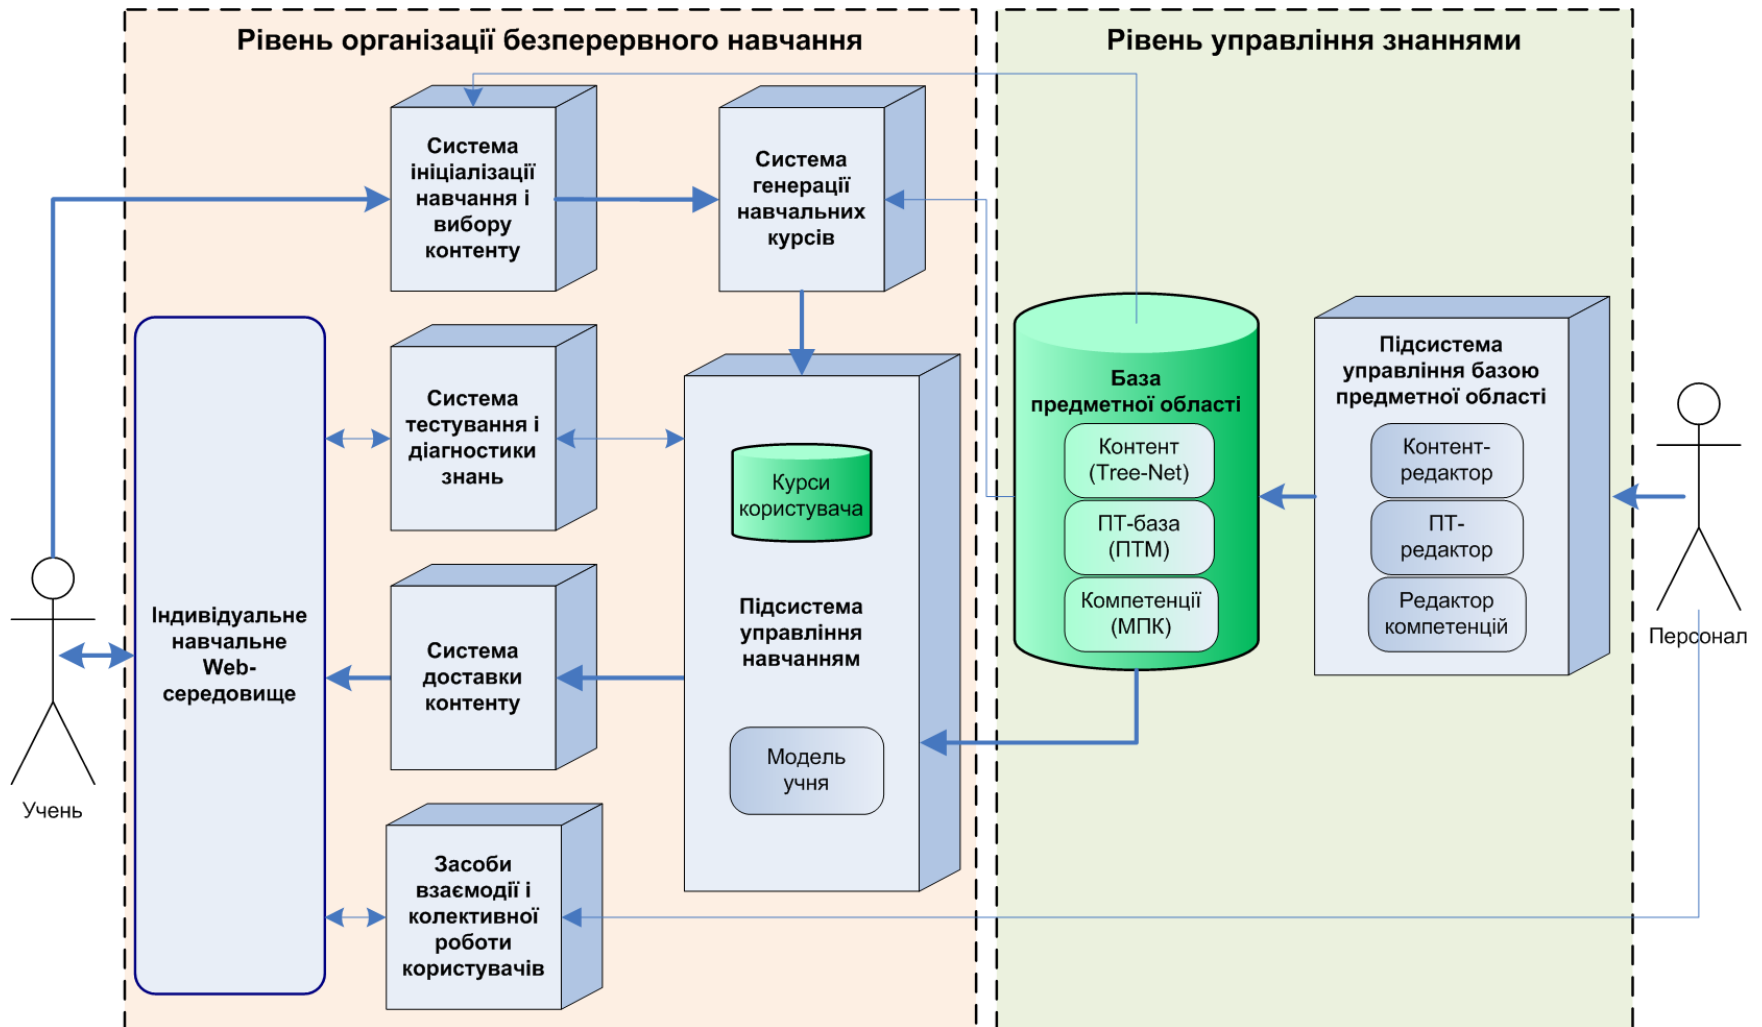 Рівень організації безперервного навчання
Рівень управління знаннями
Система
ініціалізації
навчання і
вибору
контенту
Система
генерації
навчальних
курсів
Система
тестування і
діагностики
знань
Курси
користувача
Підсистема
управління
навчанням
Модель
учня
Система
доставки
контенту
Засоби
взаємодії і
колективної
роботи
користувачів
Індивідуальне
навчальне
Web-
середовище
Учень
База
предметної області
Контент
(Tree-Net)
ПТ-база
(ПТМ)
Компетенції
(МПК)
Підсистема
управління базою
предметної області
Контент-
редактор
ПТ-
редактор
Редактор
компетенцій
Персонал